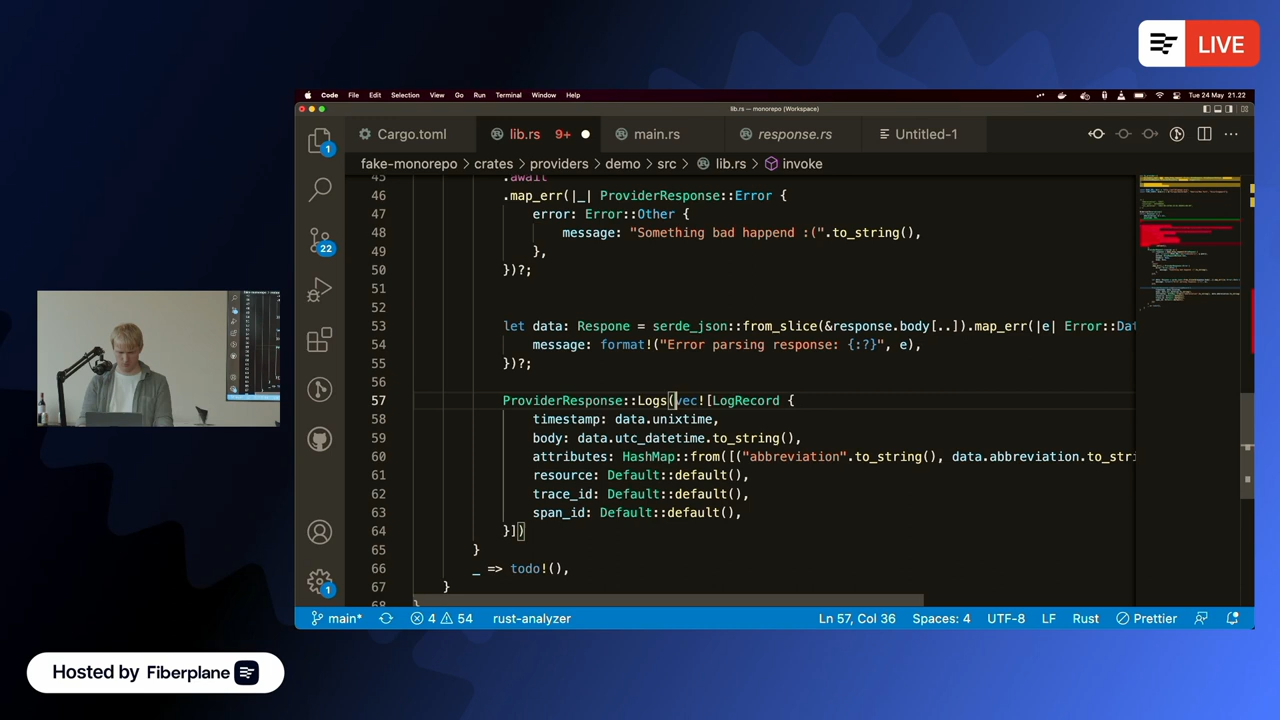 LIVE
Code File Edit Selection View Go Run Terminal Window Help
Tue 24 May 21.22
lib.rs — monorepo (Workspace)
Cargo.toml lib.rs 9+ main.rs response.rs Untitled-1
fake-monorepo > crates > providers > demo > src > lib.rs > invoke
45 .await
46 .map_err(|_| ProviderResponse::Error {
47 error: Error::Other {
48 message: "Something bad happend :(".to_string(),
49 },
50 })?;
51
52
53 let data: Respone = serde_json::from_slice(&response.body[..]).map_err(|e| Error::Dat
54 message: format!("Error parsing response: {:?}", e),
55 })?;
56
57 ProviderResponse::Logs(vec![LogRecord {
58 timestamp: data.unixtime,
59 body: data.utc_datetime.to_string(),
60 attributes: HashMap::from([("abbreviation".to_string(), data.abbreviation.to_stri
61 resource: Default::default(),
62 trace_id: Default::default(),
63 span_id: Default::default(),
64 }])
65 }
66 _ => todo!(),
67 }
68 }
1
22
1
main* 4 54 rust-analyzer Ln 57, Col 36 Spaces: 4 UTF-8 LF Rust Prettier
Hosted by Fiberplane